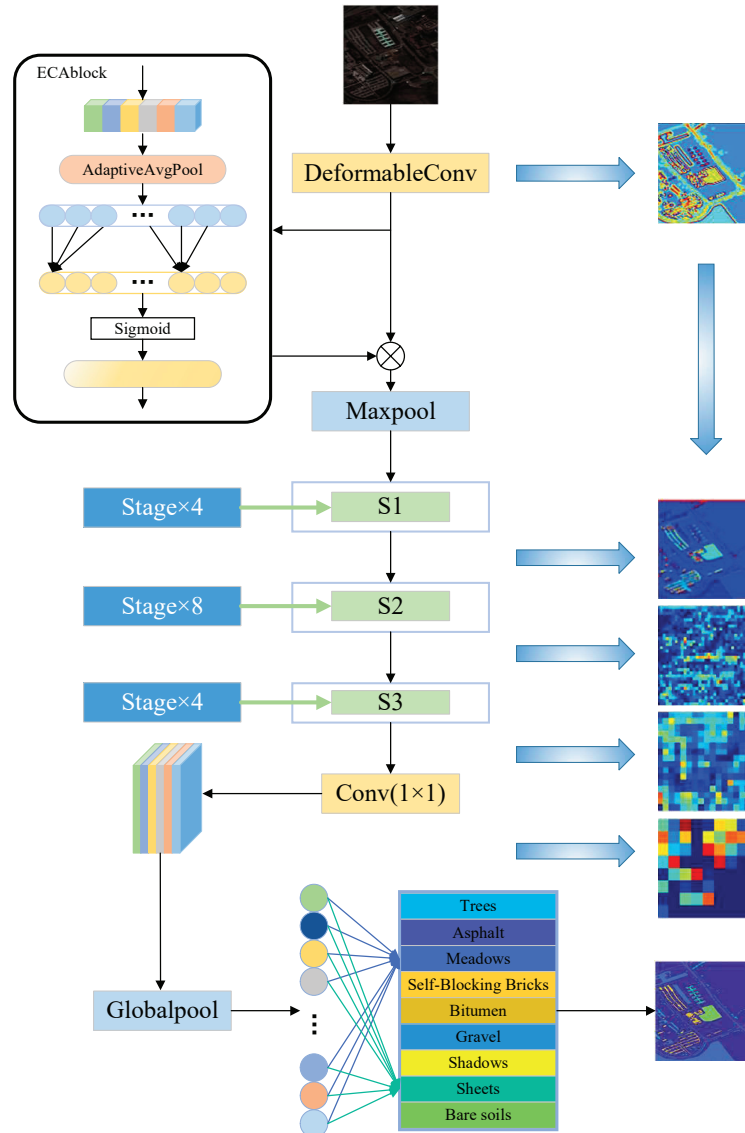 ECAblock
AdaptiveAvgPool
...
...
Sigmoid
DeformableConv
Maxpool
Stage×4
S1
Stage×8
S2
Stage×4
S3
Conv(1×1)
Globalpool
...
Trees
Asphalt
Meadows
Self-Blocking Bricks
Bitumen
Gravel
Shadows
Sheets
Bare soils